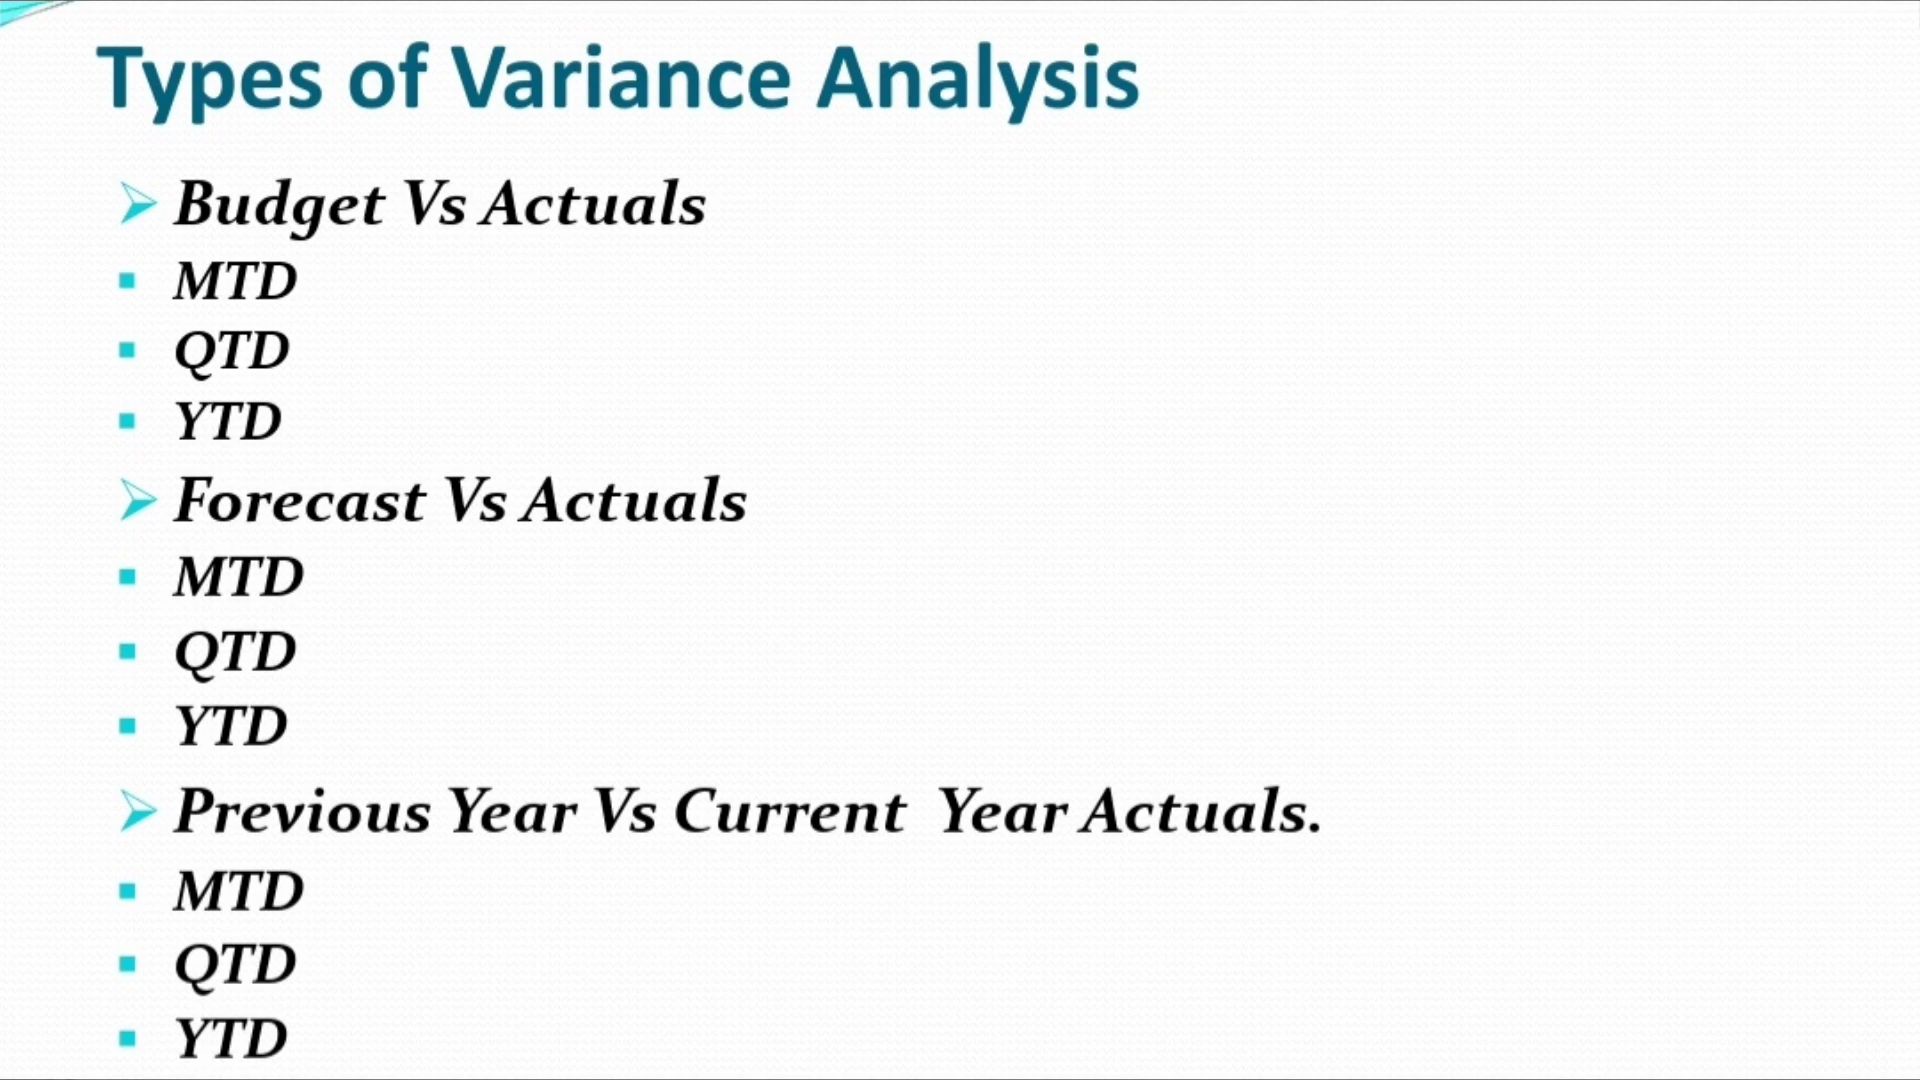 Types of Variance Analysis
Budget Vs Actuals
MTD
QTD
YTD
Forecast Vs Actuals
MTD
QTD
YTD
Previous Year Vs Current  Year Actuals.
MTD
QTD
YTD